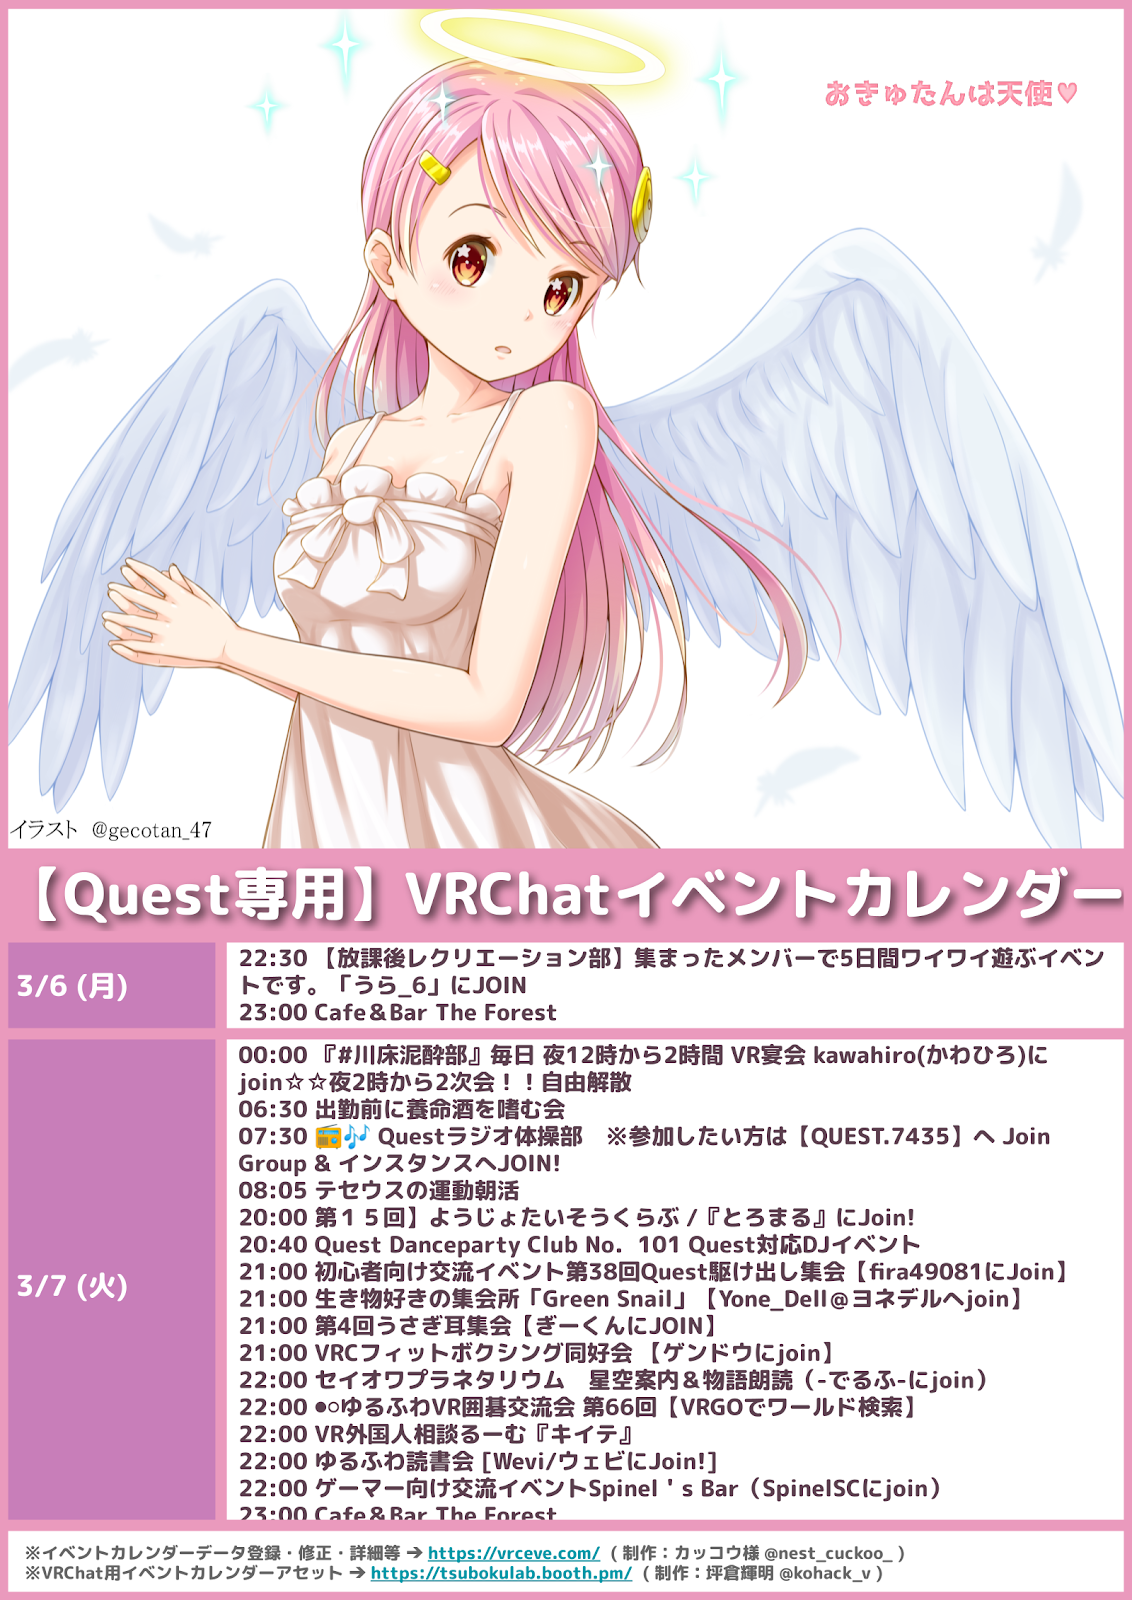 おきゅたんは天使♥
イラスト @gecotan_47
【Quest専用】VRChatイベントカレンダー
3/6 (月)
22:30 【放課後レクリエーション部】集まったメンバーで5日間ワイワイ遊ぶイベン
トです。「うら_6」にJOIN
23:00 Cafe＆Bar The Forest
3/7 (火)
00:00 『#川床泥酔部』毎日 夜12時から2時間 VR宴会 kawahiro(かわひろ)に
join☆☆夜2時から2次会！！自由解散
06:30 出勤前に養命酒を嗜む会
07:30 📻🎶 Questラジオ体操部　※参加したい方は【QUEST.7435】へ Join
Group & インスタンスへJOIN!
08:05 テセウスの運動朝活
20:00 第１５回】ようじょたいそうくらぶ /『とろまる』にJoin!
20:40 Quest Danceparty Club No．101 Quest対応DJイベント
21:00 初心者向け交流イベント第38回Quest駆け出し集会【fira49081にJoin】
21:00 生き物好きの集会所「Green Snail」【Yone_Dell＠ヨネデルへjoin】
21:00 第4回うさぎ耳集会【ぎーくんにJOIN】
21:00 VRCフィットボクシング同好会 【ゲンドウにjoin】
22:00 セイオワプラネタリウム　星空案内＆物語朗読（-でるふ-にjoin）
22:00 ●○ゆるふわVR囲碁交流会 第66回【VRGOでワールド検索】
22:00 VR外国人相談るーむ『キイテ』
22:00 ゆるふわ読書会 [Wevi/ウェビにJoin!]
22:00 ゲーマー向け交流イベントSpinel＇s Bar（SpinelSCにjoin）
23:00 Cafe＆Bar The Forest
※イベントカレンダーデータ登録・修正・詳細等 ➔ https://vrceve.com/ ( 制作：カッコウ様 @nest_cuckoo_ )
※VRChat用イベントカレンダーアセット ➔ https://tsubokulab.booth.pm/ ( 制作：坪倉輝明 @kohack_v )